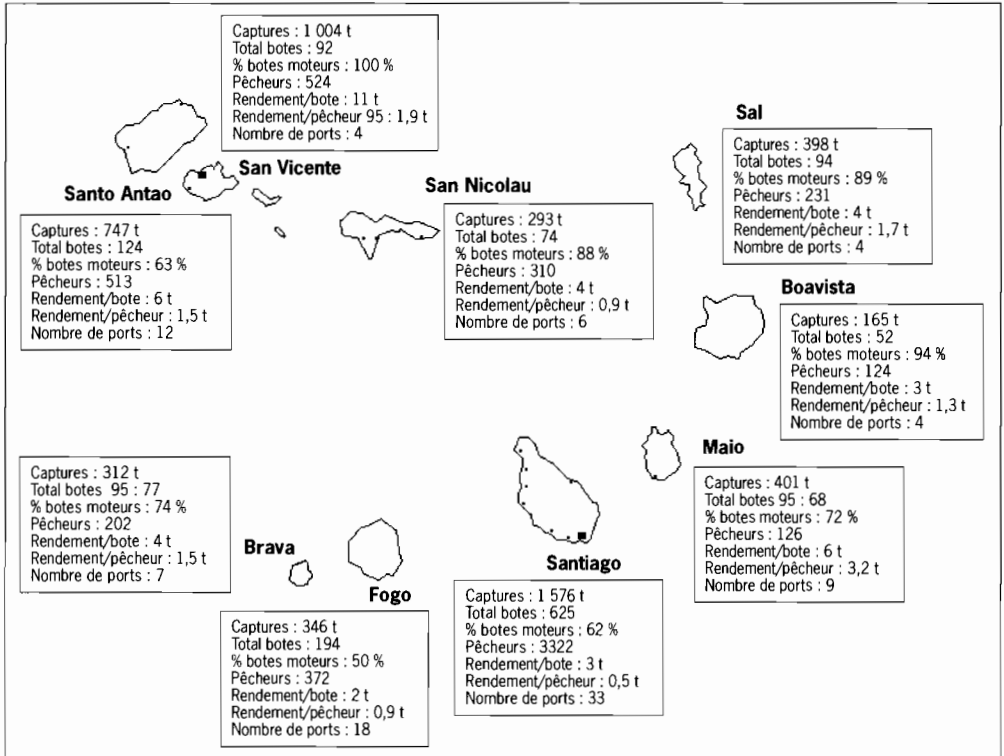 Captures : 1 004 t
Total botes : 92
% botes moteurs : 100 %
Pêcheurs : 524
Rendement/bote : 11 t
Rendement/pêcheur 95 : 1,9 t
Nombre de ports : 4
San Vicente
Santo Antao
Captures : 747 t
Total botes : 124
% botes moteurs : 63 %
Pêcheurs : 513
Rendement/bote : 6 t
Rendement/pêcheur : 1,5 t
Nombre de ports : 12
San Nicolau
Captures : 293 t
Total botes : 74
% botes moteurs : 88 %
Pêcheurs : 310
Rendement/bote : 4 t
Rendement/pêcheur : 0,9 t
Nombre de ports : 6
Sal
Captures : 398 t
Total botes : 94
% botes moteurs : 89 %
Pêcheurs : 231
Rendement/bote : 4 t
Rendement/pêcheur : 1,7 t
Nombre de ports : 4
Boavista
Captures : 165 t
Total botes : 52
% botes moteurs : 94 %
Pêcheurs : 124
Rendement/bote : 3 t
Rendement/pêcheur : 1,3 t
Nombre de ports : 4
Maio
Captures : 401 t
Total botes 95 : 68
% botes moteurs : 72 %
Pêcheurs : 126
Rendement/bote : 6 t
Rendement/pêcheur : 3,2 t
Nombre de ports : 9
Captures : 312 t
Total botes 95 : 77
% botes moteurs : 74 %
Pêcheurs : 202
Rendement/bote : 4 t
Rendement/pêcheur : 1,5 t
Nombre de ports : 7
Brava
Fogo
Captures : 346 t
Total botes : 194
% botes moteurs : 50 %
Pêcheurs : 372
Rendement/bote : 2 t
Rendement/pêcheur : 0,9 t
Nombre de ports : 18
Santiago
Captures : 1 576 t
Total botes : 625
% botes moteurs : 62 %
Pêcheurs : 3322
Rendement/bote : 3 t
Rendement/pêcheur : 0,5 t
Nombre de ports : 33